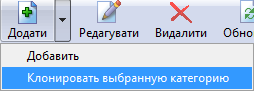 Додати Редагувати Видалити Обно
Добавить
Клонировать выбранную категорию